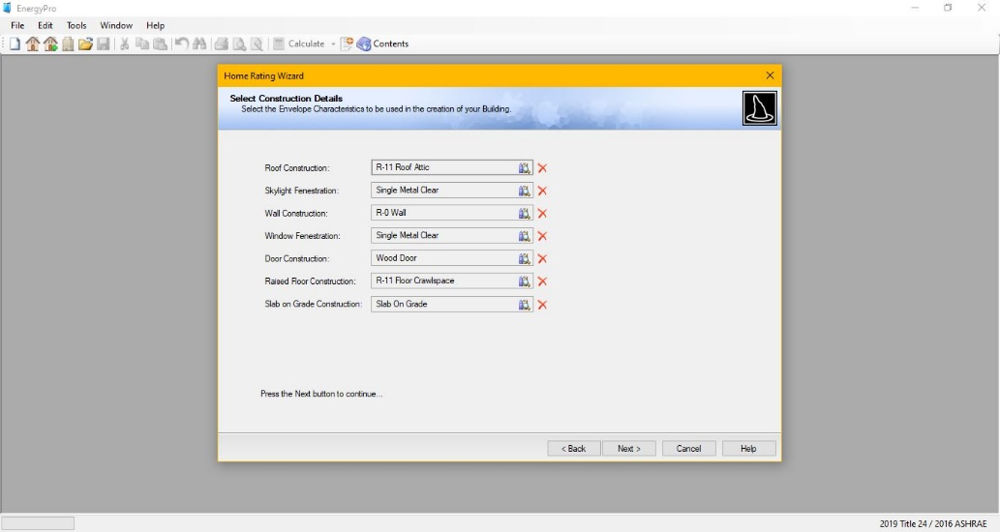 EnergyPro
File Edit Tools Window Help
Calculate Contents
Home Rating Wizard
Select Construction Details
Select the Envelope Characteristics to be used in the creation of your Building.
Roof Construction: R-11 Roof Attic
Skylight Fenestration: Single Metal Clear
Wall Construction: R-0 Wall
Window Fenestration: Single Metal Clear
Door Construction: Wood Door
Raised Floor Construction: R-11 Floor Crawlspace
Slab on Grade Construction: Slab On Grade
Press the Next button to continue...
< Back Next > Cancel Help
2019 Title 24 / 2016 ASHRAE